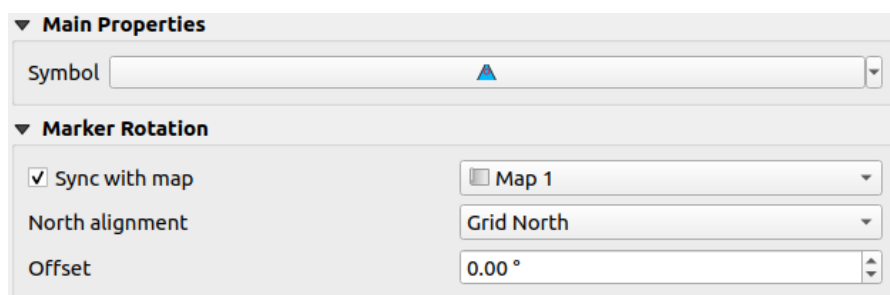 Main Properties
Symbol
Marker Rotation
Sync with map Map 1
North alignment Grid North
Offset 0.00 °